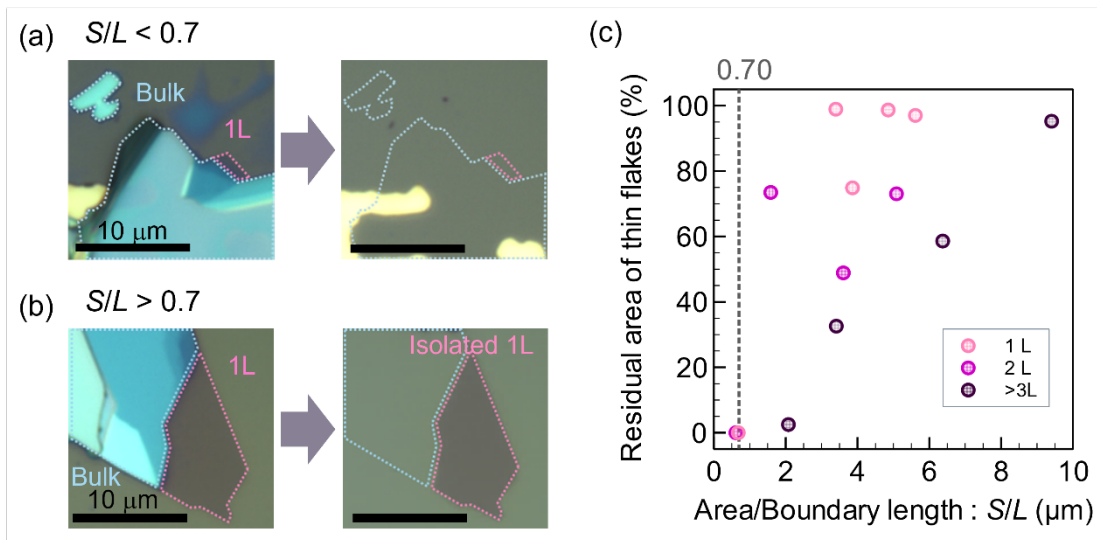 (a) S/L < 0.7
Bulk
1L
10 μm
(b) S/L > 0.7
1L
Bulk
10 μm
Isolated 1L
(c)
0.70
Residual area of thin flakes (%)
100
80
60
40
20
0
1 L
2 L
>3L
0 2 4 6 8 10
Area/Boundary length : S/L (μm)